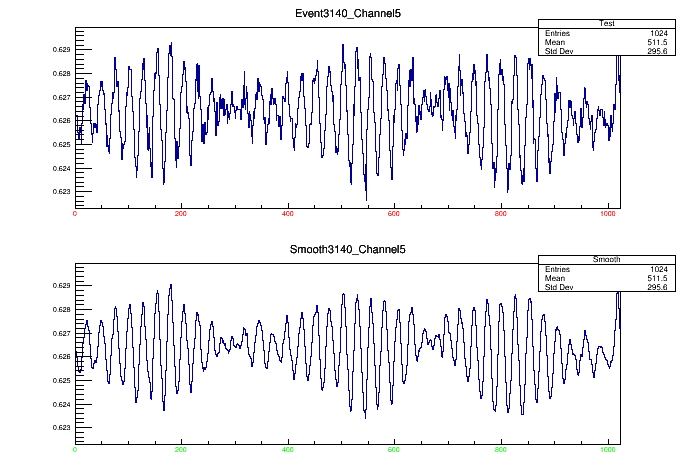 Event3140_Channel5
Test
Entries 1024
Mean 511.5
Std Dev 295.6
0.629
0.628
0.627
0.626
0.625
0.624
0.623
0 200 400 600 800 1000
Smooth3140_Channel5
Smooth
Entries 1024
Mean 511.5
Std Dev 295.6
0.629
0.628
0.627
0.626
0.625
0.624
0.623
0 200 400 600 800 1000